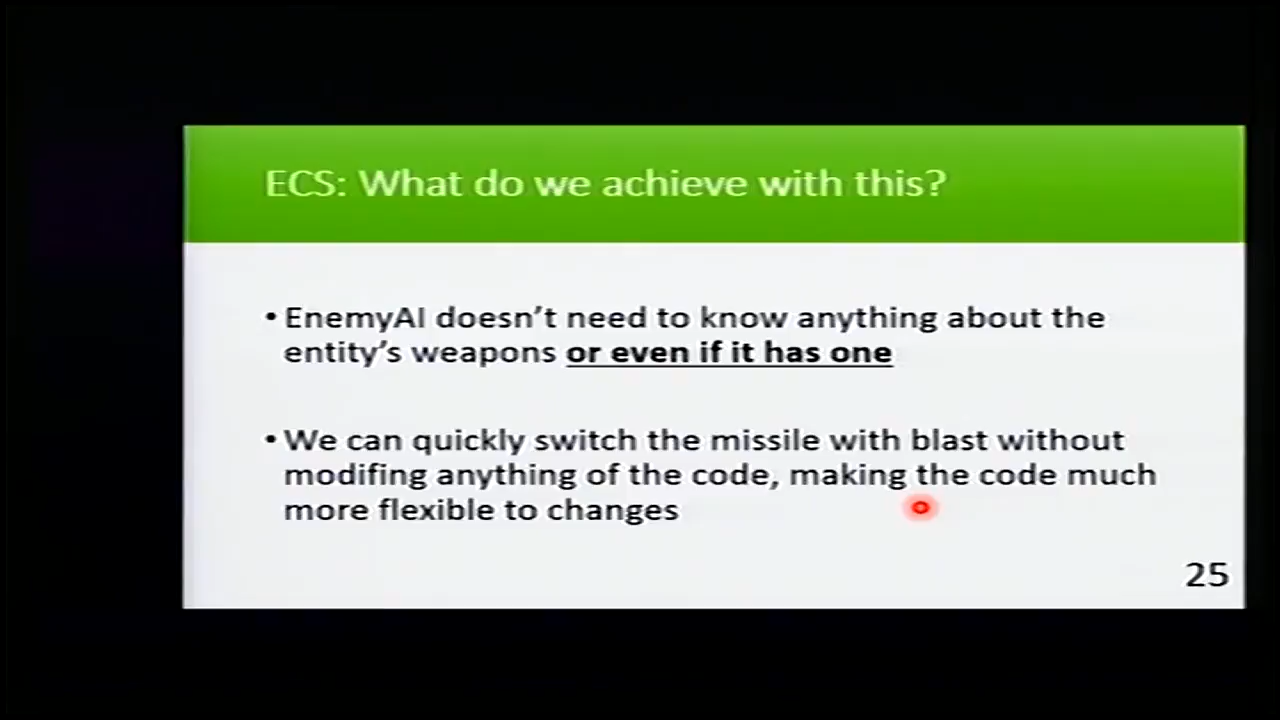 ECS: What do we achieve with this?
• EnemyAI doesn't need to know anything about the
entity's weapons or even if it has one
• We can quickly switch the missile with blast without
modifing anything of the code, making the code much
more flexible to changes
25